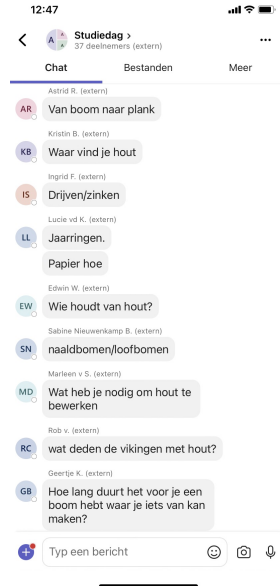 12:47
A
A
A
Studiedag >
37 deelnemers (extern)
Chat
Bestanden
Meer
Astrid R. (extern)
AR
Van boom naar plank
Kristin B. (extern)
KB
Waar vind je hout
Ingrid F. (extern)
IS
Drijven/zinken
Lucie vd K. (extern)
LL
Jaarringen.
Papier hoe
Edwin W. (extern)
EW
Wie houdt van hout?
Sabine Nieuwenkamp B. (extern)
SN
naaldbomen/loofbomen
Marleen v S. (extern)
MD
Wat heb je nodig om hout te
bewerken
Rob v. (extern)
RC
wat deden de vikingen met hout?
Geertje K. (extern)
GB
Hoe lang duurt het voor je een
boom hebt waar je iets van kan
maken?
Typ een bericht